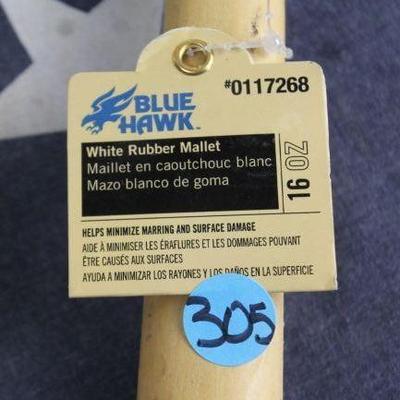 #0117268
BLUE
HAWK™
White Rubber Mallet
Maillet en caoutchouc blanc
Mazo blanco de goma
16 OZ
HELPS MINIMIZE MARRING AND SURFACE DAMAGE
AIDE À MINIMISER LES ÉRAFLURES ET LES DOMMAGES POUVANT
ÊTRE CAUSÉS AUX SURFACES
AYUDA A MINIMIZAR LOS RAYONES Y LOS DAÑOS EN LA SUPERFICIE
305